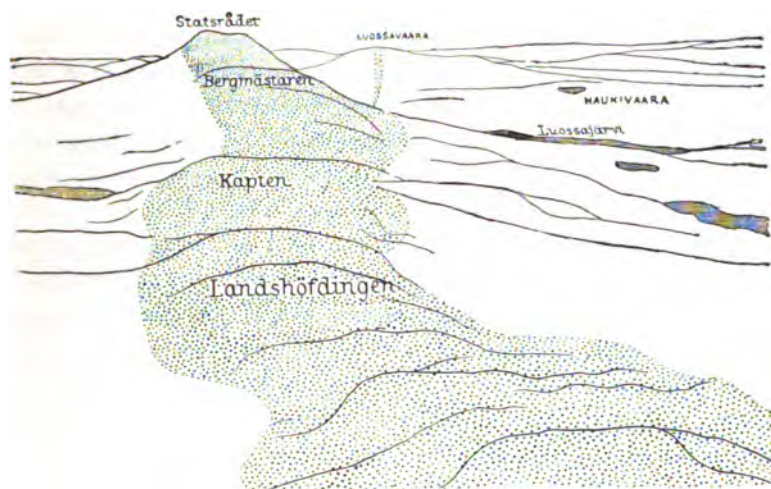 Statsrådet
LUOSSAVAARA
Bergmästaren
HAUKIVAARA
Luossajärvi
Kapten
Landshöfdingen